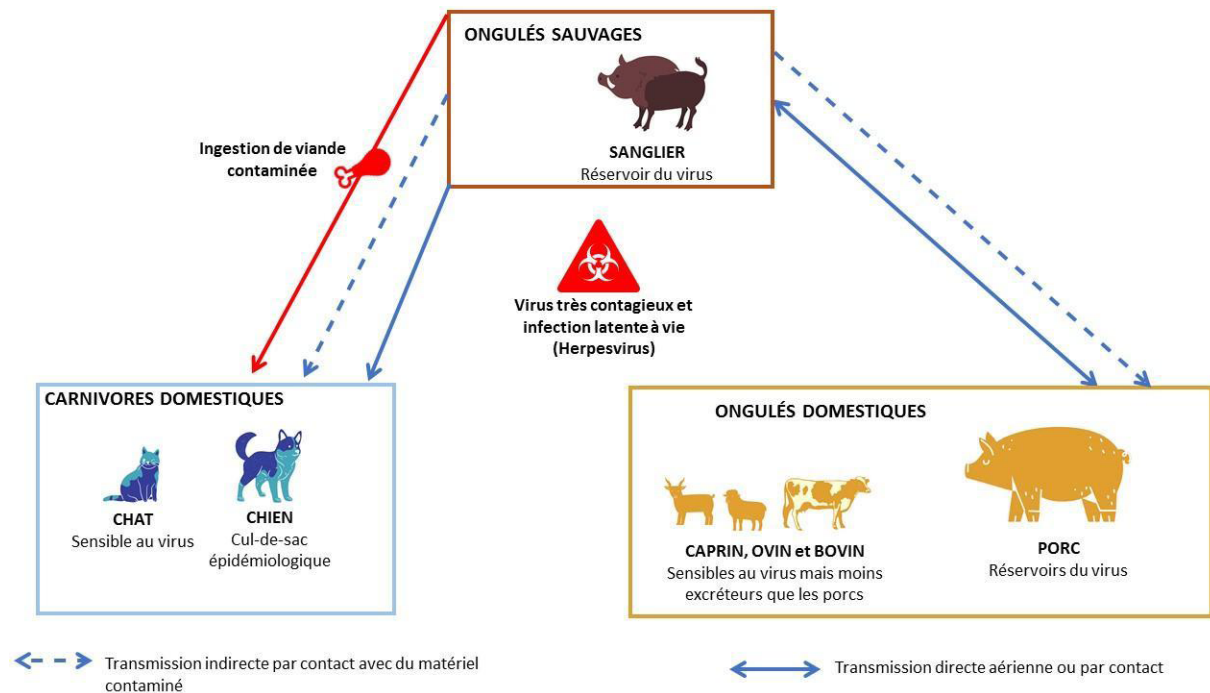 ONGULÉS SAUVAGES
SANGLIER
Réservoir du virus
Ingestion de viande
contaminée
Virus très contagieux et
infection latente à vie
(Herpesvirus)
CARNIVORES DOMESTIQUES
CHAT
Sensible au virus
CHIEN
Cul-de-sac
épidémiologique
ONGULÉS DOMESTIQUES
CAPRIN, OVIN et BOVIN
Sensibles au virus mais moins
excréteurs que les porcs
PORC
Réservoirs du virus
Transmission indirecte par contact avec du matériel
contaminé
Transmission directe aérienne ou par contact